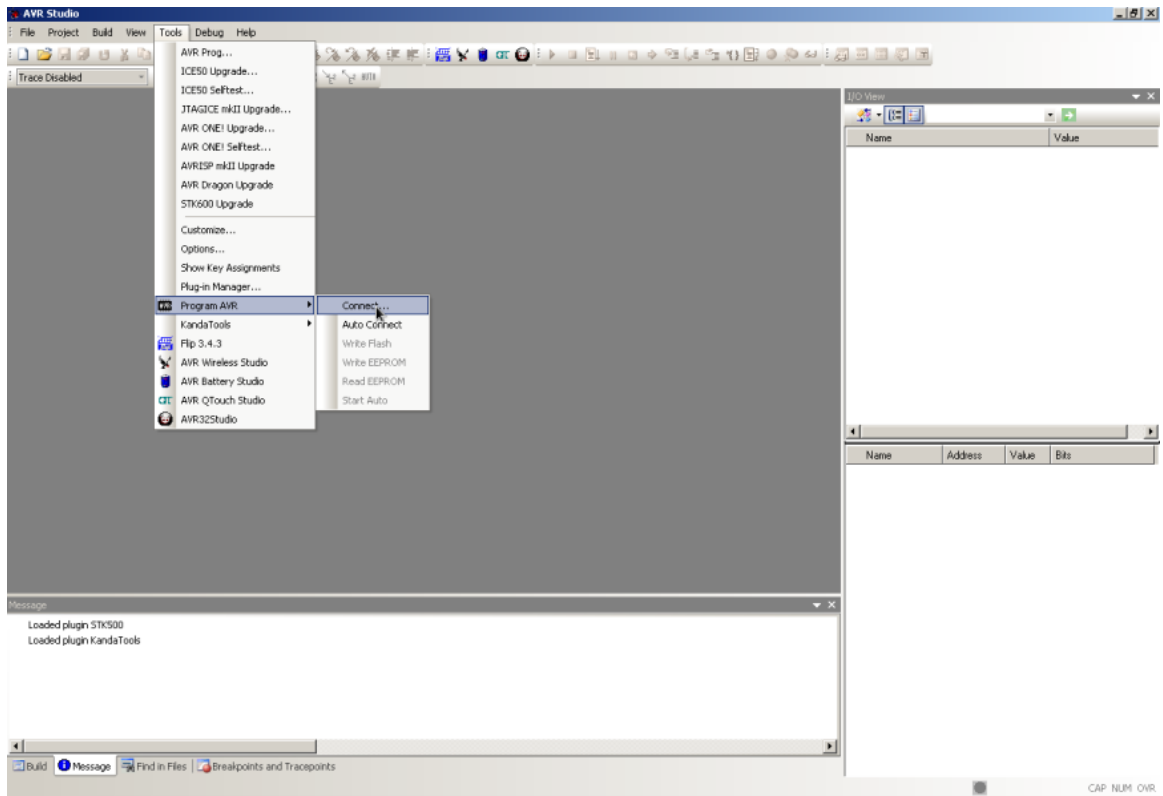 AVR Studio
File Project Build View Tools Debug Help
Trace Disabled
AVR Prog...
ICE50 Upgrade...
ICE50 Selftest...
JTAGICE mkII Upgrade...
AVR ONE! Upgrade...
AVR ONE! Selftest...
AVRISP mkII Upgrade
AVR Dragon Upgrade
STK600 Upgrade
Customize...
Options...
Show Key Assignments
Plug-in Manager...
Program AVR
KandaTools
Flip 3.4.3
AVR Wireless Studio
AVR Battery Studio
AVR QTouch Studio
AVR32Studio
Connect...
Auto Connect
Write Flash
Write EEPROM
Read EEPROM
Start Auto
I/O View
Name Value
Name Address Value Bits
Message
Loaded plugin STK500
Loaded plugin KandaTools
Build Message Find in Files Breakpoints and Tracepoints
CAP NUM OVR